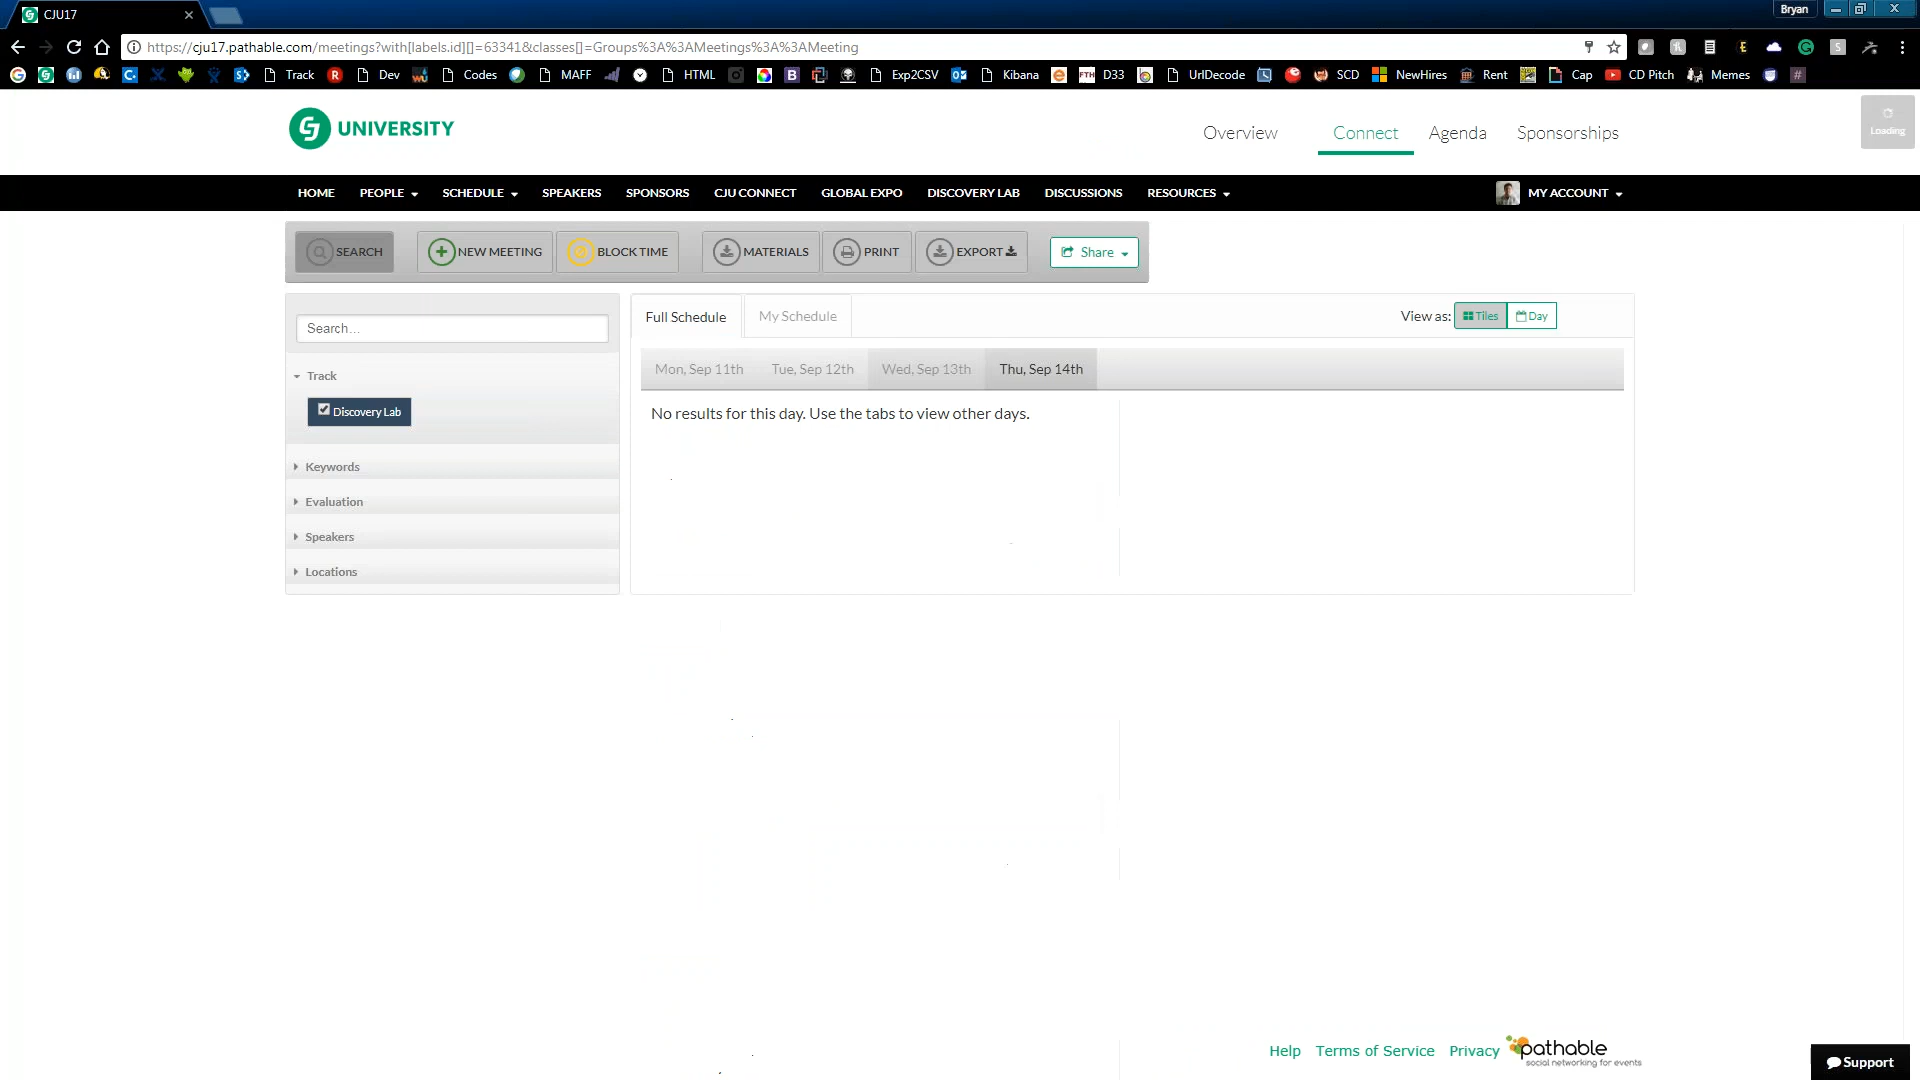 CJU17
Bryan
https://cju17.pathable.com/meetings?with[labels.id][]=63341&classes[]=Groups%3A%3AMeetings%3A%3AMeeting
Track Dev Codes MAFF HTML Exp2CSV Kibana FTH D33 UrlDecode SCD NewHires Rent Cap CD Pitch Memes #
CJ UNIVERSITY
Overview Connect Agenda Sponsorships
Loading
HOME PEOPLE SCHEDULE SPEAKERS SPONSORS CJU CONNECT GLOBAL EXPO DISCOVERY LAB DISCUSSIONS RESOURCES MY ACCOUNT
SEARCH NEW MEETING BLOCK TIME MATERIALS PRINT EXPORT Share
Search...
Full Schedule My Schedule View as: Tiles Day
Mon, Sep 11th Tue, Sep 12th Wed, Sep 13th Thu, Sep 14th
Track
Discovery Lab
No results for this day. Use the tabs to view other days.
Keywords
Evaluation
Speakers
Locations
Help Terms of Service Privacy pathable
social networking for events
Support